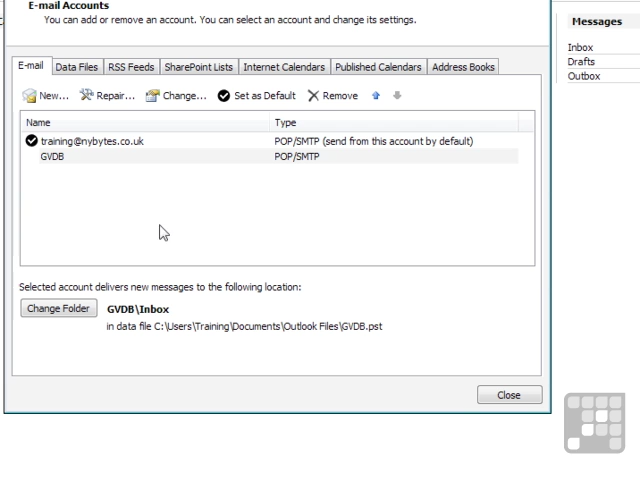 E-mail Accounts
You can add or remove an account. You can select an account and change its settings.
E-mail Data Files RSS Feeds SharePoint Lists Internet Calendars Published Calendars Address Books
New... Repair... Change... Set as Default Remove
Name Type
training@nybytes.co.uk POP/SMTP (send from this account by default)
GVDB POP/SMTP
Selected account delivers new messages to the following location:
Change Folder GVDB\Inbox
in data file C:\Users\Training\Documents\Outlook Files\GVDB.pst
Close
Messages
Inbox
Drafts
Outbox